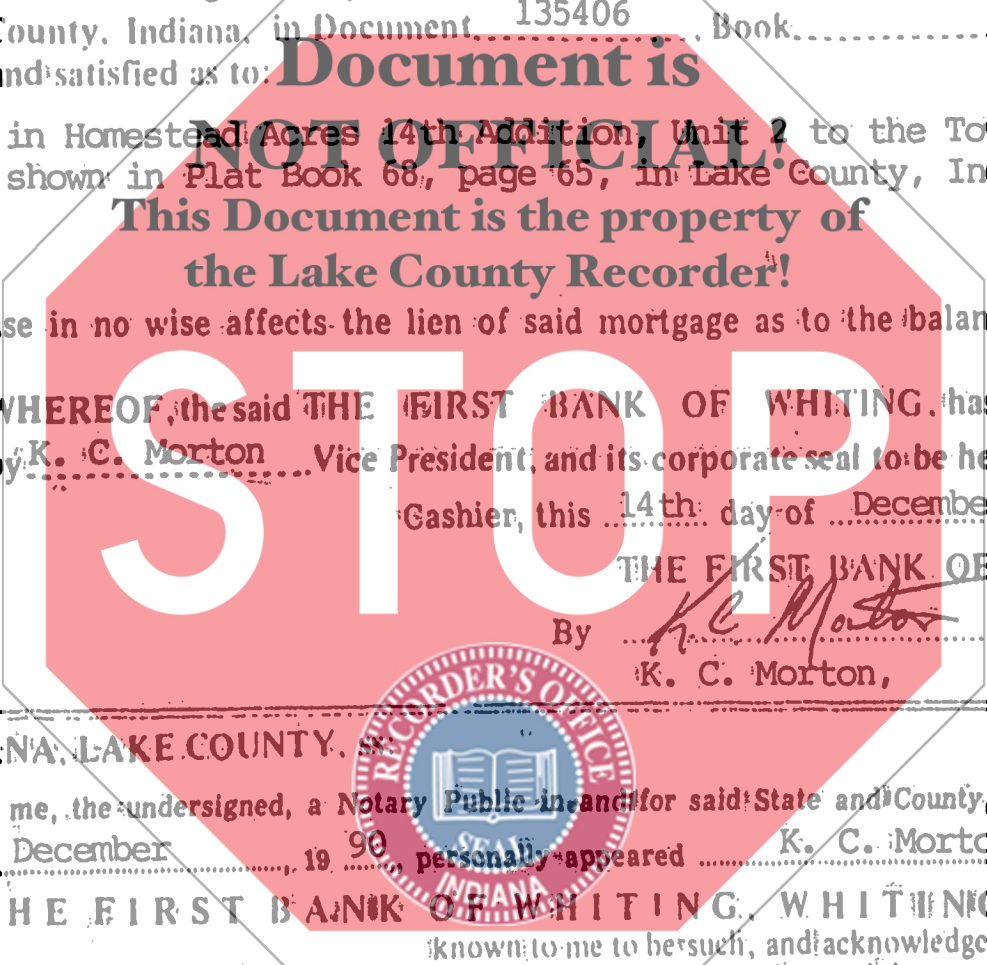 County, Indiana, in Document 135406, Book
and satisfied as to:
Document is
in Homestead Acres 14th Addition, Unit 2 to the To
NOT OFFICIAL!
shown in Plat Book 68, page 65, in Lake County, In
This Document is the property of
the Lake County Recorder!
se in no wise affects the lien of said mortgage as to the balan
WHEREOF, the said THE FIRST BANK OF WHITING, has
STOP
by K. C. Morton Vice President, and its corporate seal to be he
Cashier, this 14th day of Decembe
THE FIRST BANK OF
By K C Morton
K. C. Morton,
RECORDER'S OFFICE
NA, LAKE COUNTY, ss:
me, the undersigned, a Notary Public in and for said State and County,
December, 19 90, personally appeared K. C. Morto
SEAL
INDIANA
HE FIRST BANK OF WHITING, WHITING
known to me to be such, and acknowledge